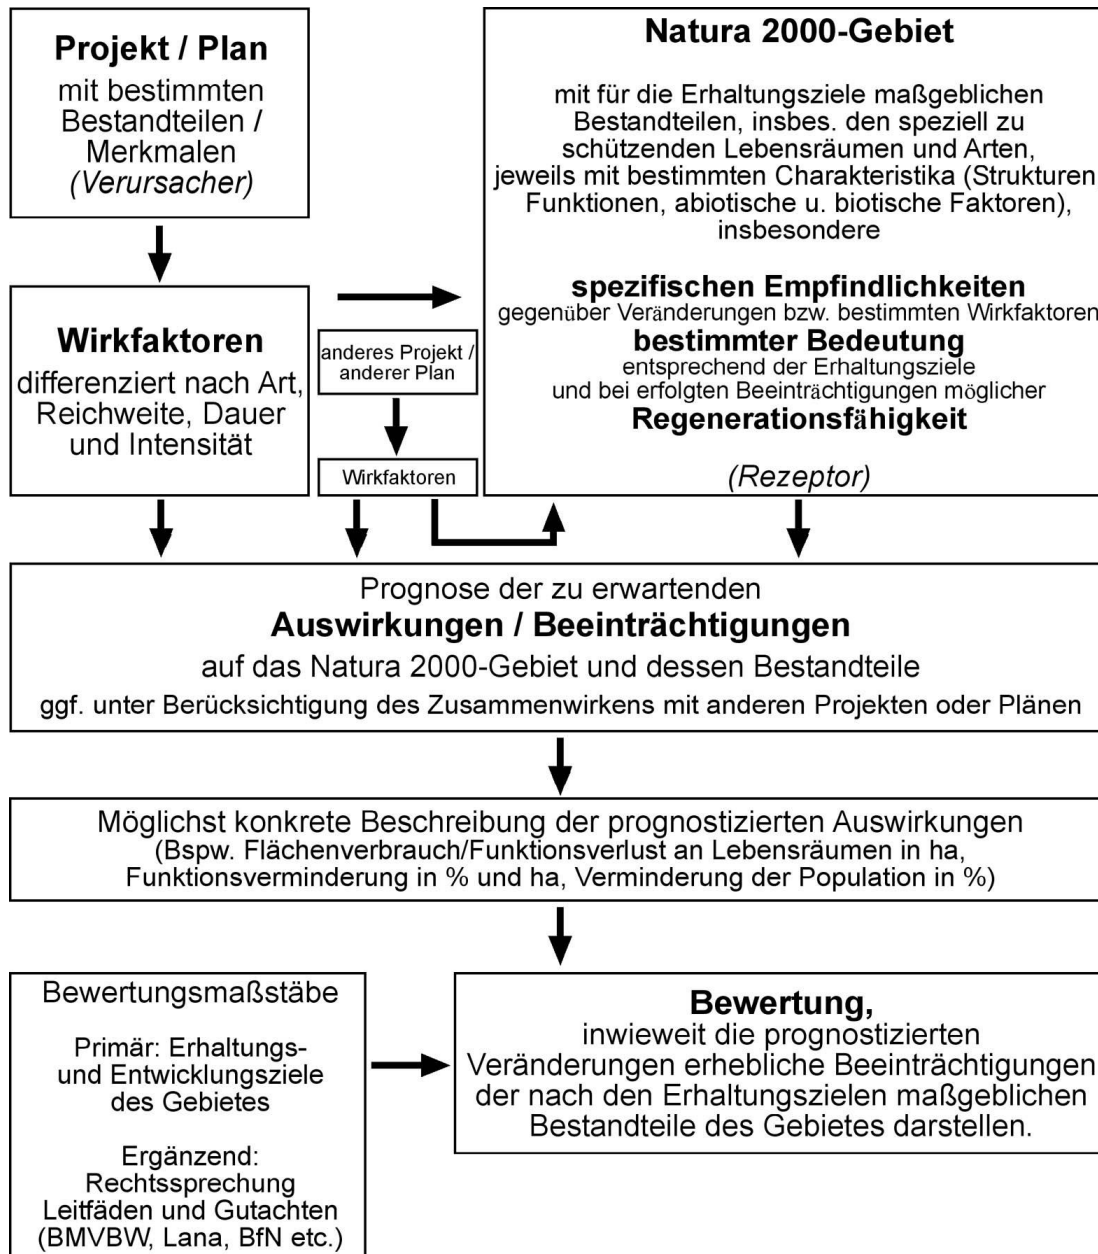 Projekt / Plan
mit bestimmten
Bestandteilen /
Merkmalen
(Verursacher)
Natura 2000-Gebiet
mit für die Erhaltungsziele maßgeblichen
Bestandteilen, insbes. den speziell zu
schützenden Lebensräumen und Arten,
jeweils mit bestimmten Charakteristika (Strukturen
Funktionen, abiotische u. biotische Faktoren),
insbesondere
spezifischen Empfindlichkeiten
gegenüber Veränderungen bzw. bestimmten Wirkfaktoren
bestimmter Bedeutung
entsprechend der Erhaltungsziele
und bei erfolgten Beeinträchtigungen möglicher
Regenerationsfähigkeit
(Rezeptor)
Wirkfaktoren
differenziert nach Art,
Reichweite, Dauer
und Intensität
anderes Projekt /
anderer Plan
Wirkfaktoren
Prognose der zu erwartenden
Auswirkungen / Beeinträchtigungen
auf das Natura 2000-Gebiet und dessen Bestandteile
ggf. unter Berücksichtigung des Zusammenwirkens mit anderen Projekten oder Plänen
Möglichst konkrete Beschreibung der prognostizierten Auswirkungen
(Bspw. Flächenverbrauch/Funktionsverlust an Lebensräumen in ha,
Funktionsverminderung in % und ha, Verminderung der Population in %)
Bewertungsmaßstäbe
Primär: Erhaltungs-
und Entwicklungsziele
des Gebietes
Ergänzend:
Rechtssprechung
Leitfäden und Gutachten
(BMVBW, Lana, BfN etc.)
Bewertung,
inwieweit die prognostizierten
Veränderungen erhebliche Beeinträchtigungen
der nach den Erhaltungszielen maßgeblichen
Bestandteile des Gebietes darstellen.